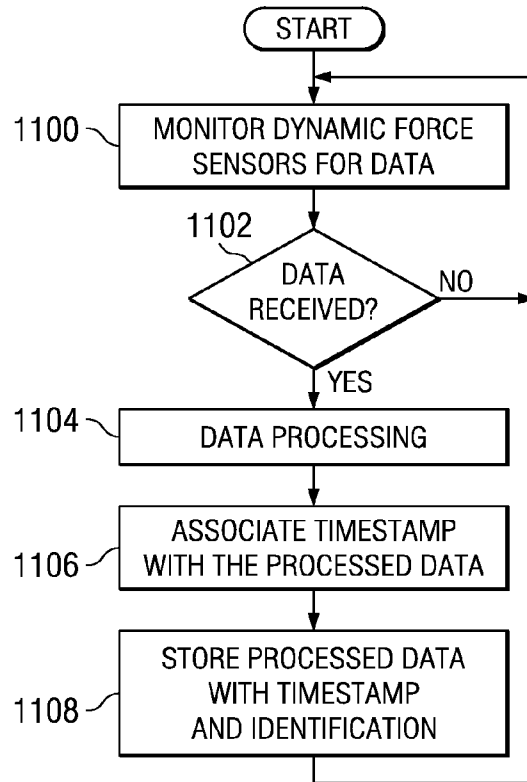 START
1100
MONITOR DYNAMIC FORCE
SENSORS FOR DATA
1102
DATA
RECEIVED?
NO
YES
1104
DATA PROCESSING
1106
ASSOCIATE TIMESTAMP
WITH THE PROCESSED DATA
1108
STORE PROCESSED DATA
WITH TIMESTAMP
AND IDENTIFICATION